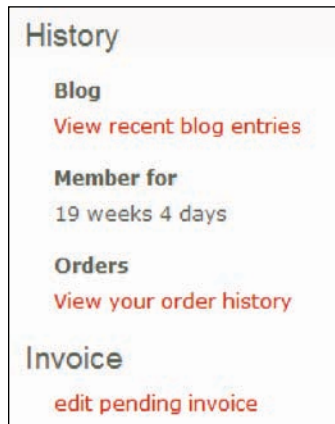 History
Blog
View recent blog entries
Member for
19 weeks 4 days
Orders
View your order history
Invoice
edit pending invoice